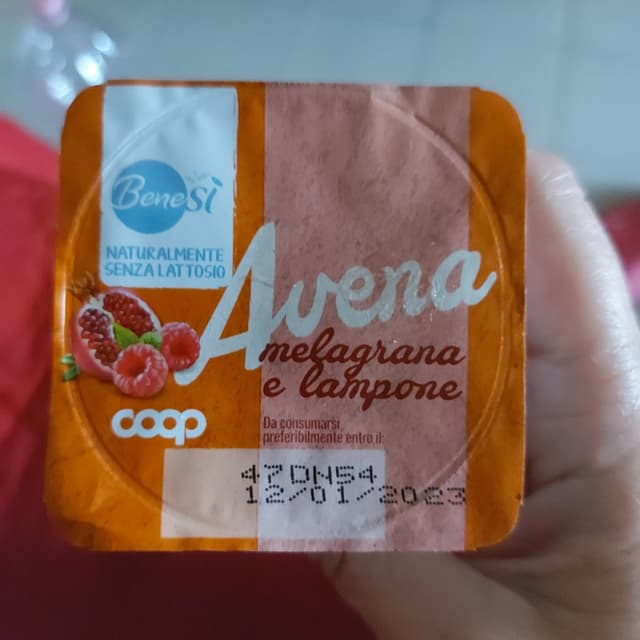 BeneSì
NATURALMENTE
SENZA LATTOSIO
Avena
melagrana
e lampone
coop
Da consumarsi
preferibilmente entro il:
47DN54
12/01/2023